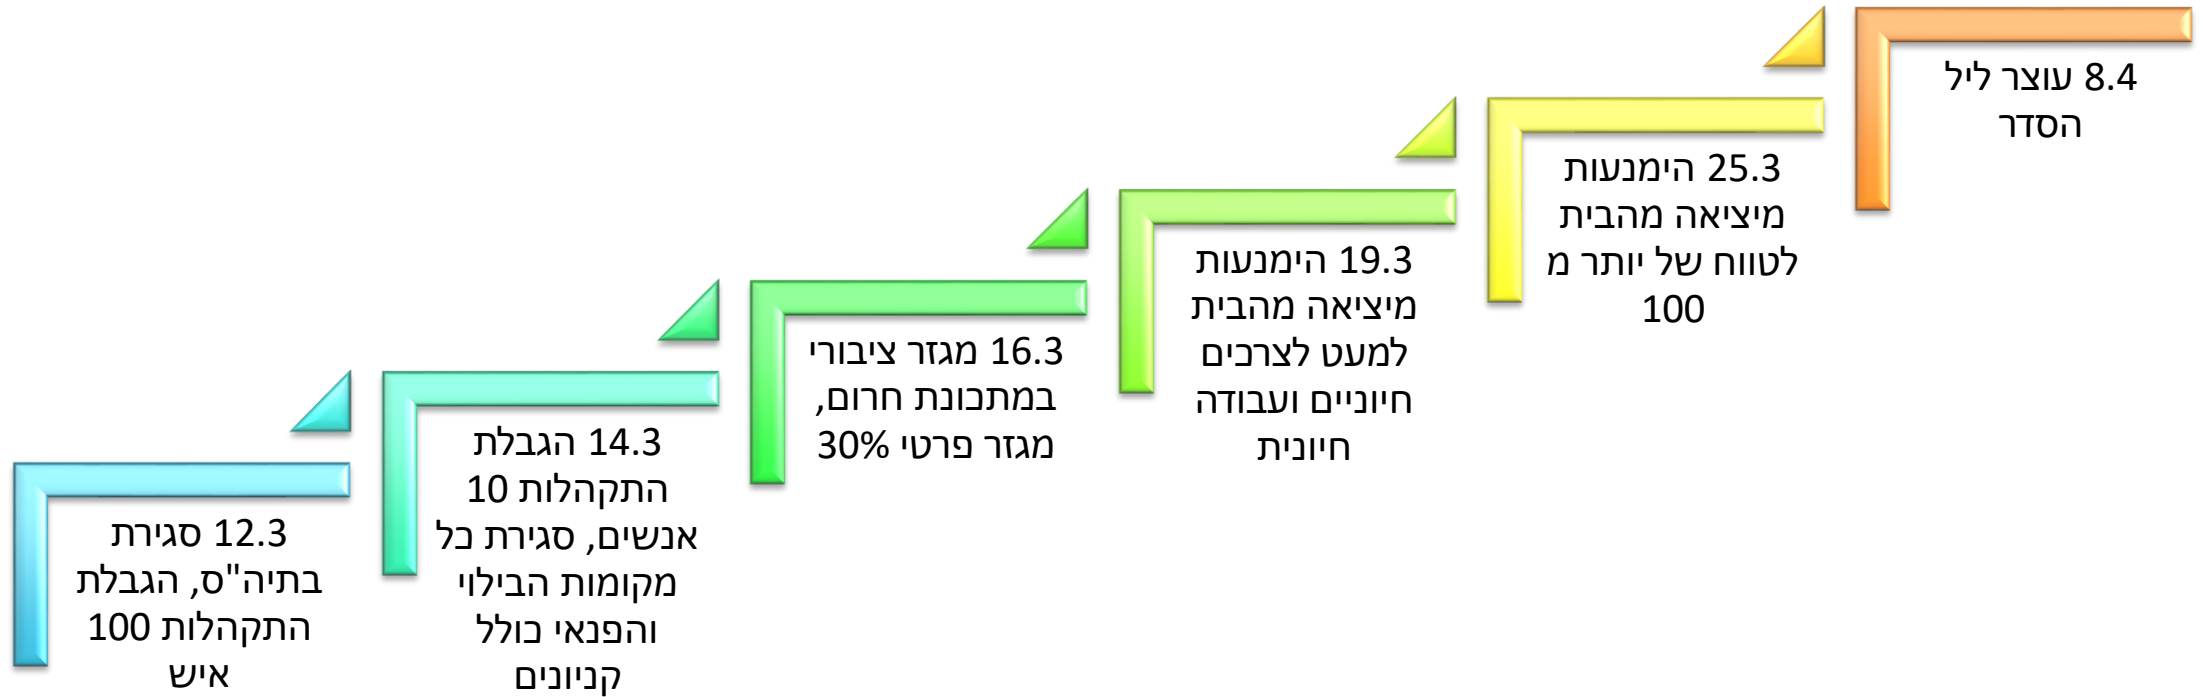 12.3 סגירת
בתיה"ס, הגבלת
התקהלות 100
איש
14.3 הגבלת
התקהלות 10
אנשים, סגירת כל
מקומות הבילוי
והפנאי כולל
קניונים
16.3 מגזר ציבורי
במתכונת חרום,
מגזר פרטי 30%
19.3 הימנעות
מיציאה מהבית
למעט לצרכים
חיוניים ועבודה
חיונית
25.3 הימנעות
מיציאה מהבית
לטווח של יותר מ
100
8.4 עוצר ליל
הסדר